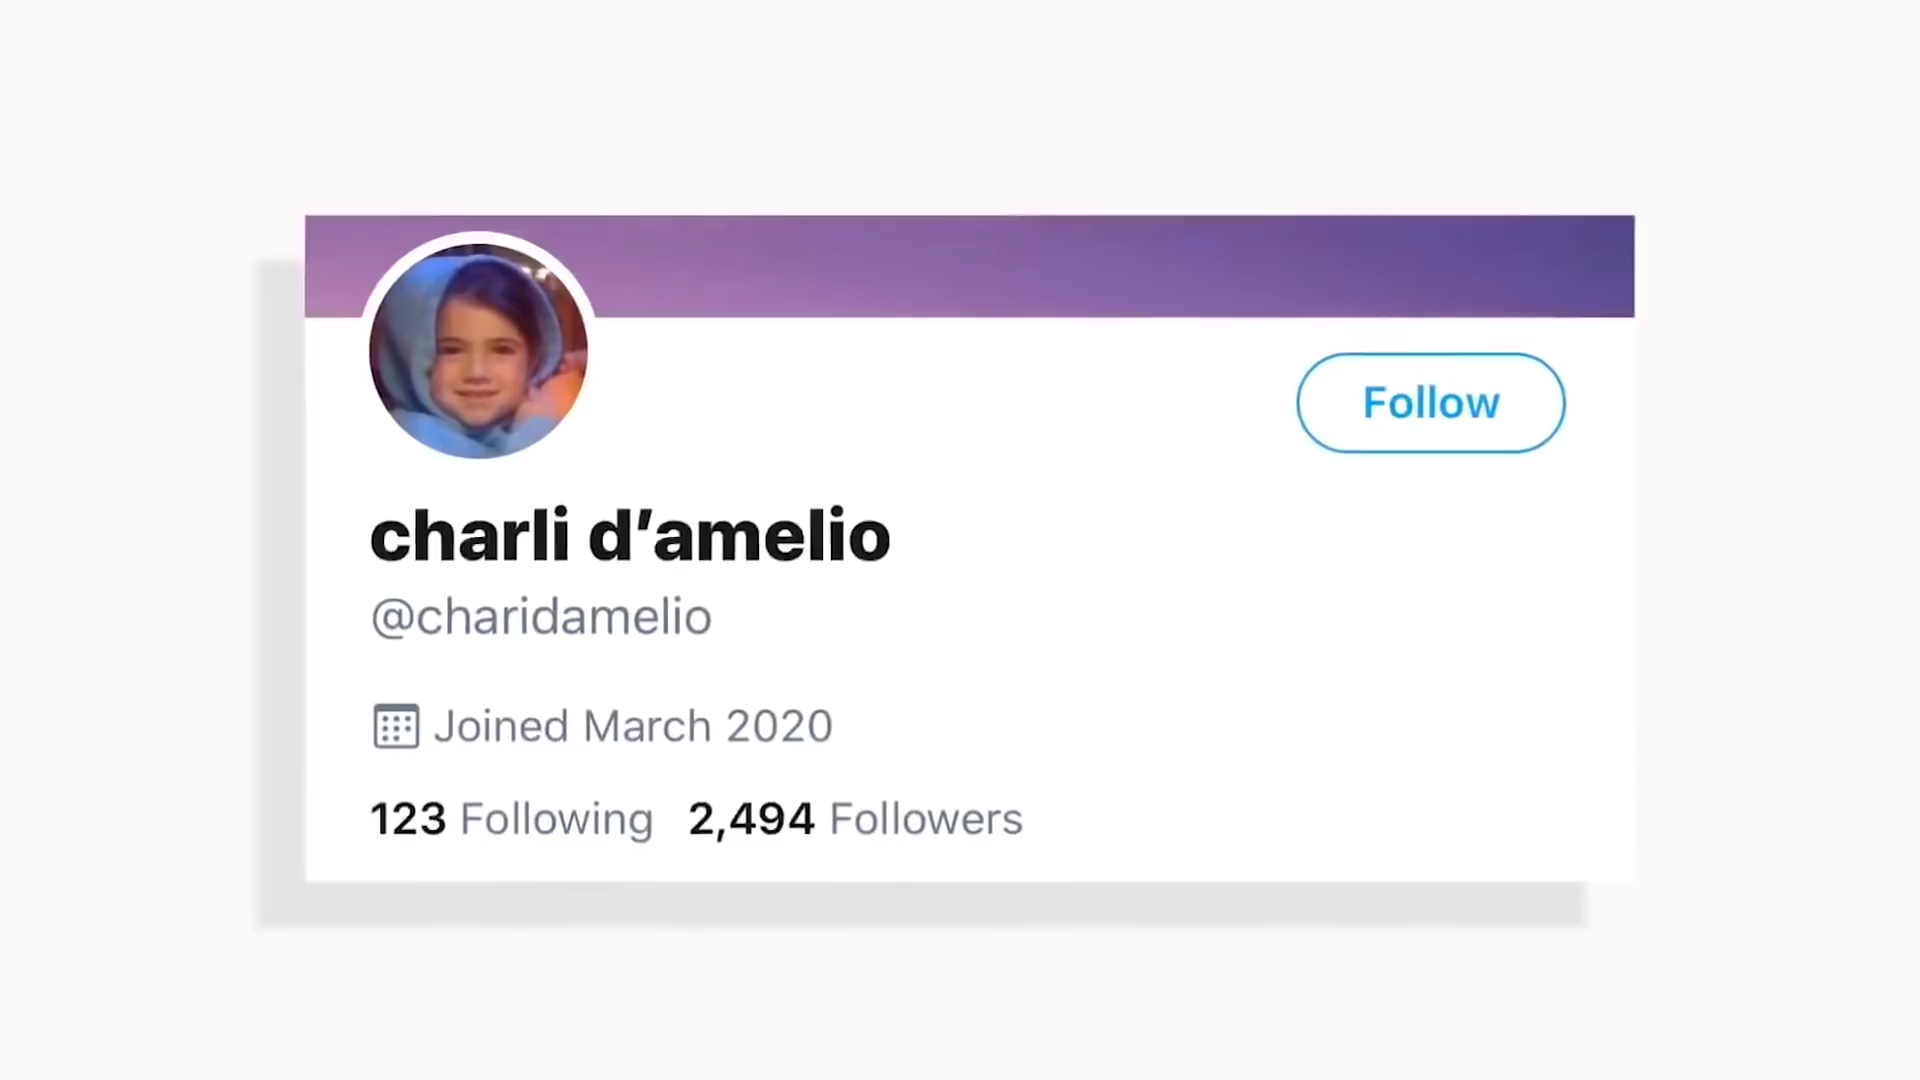 Follow
charli d’amelio
@charidamelio
Joined March 2020
123 Following 2,494 Followers